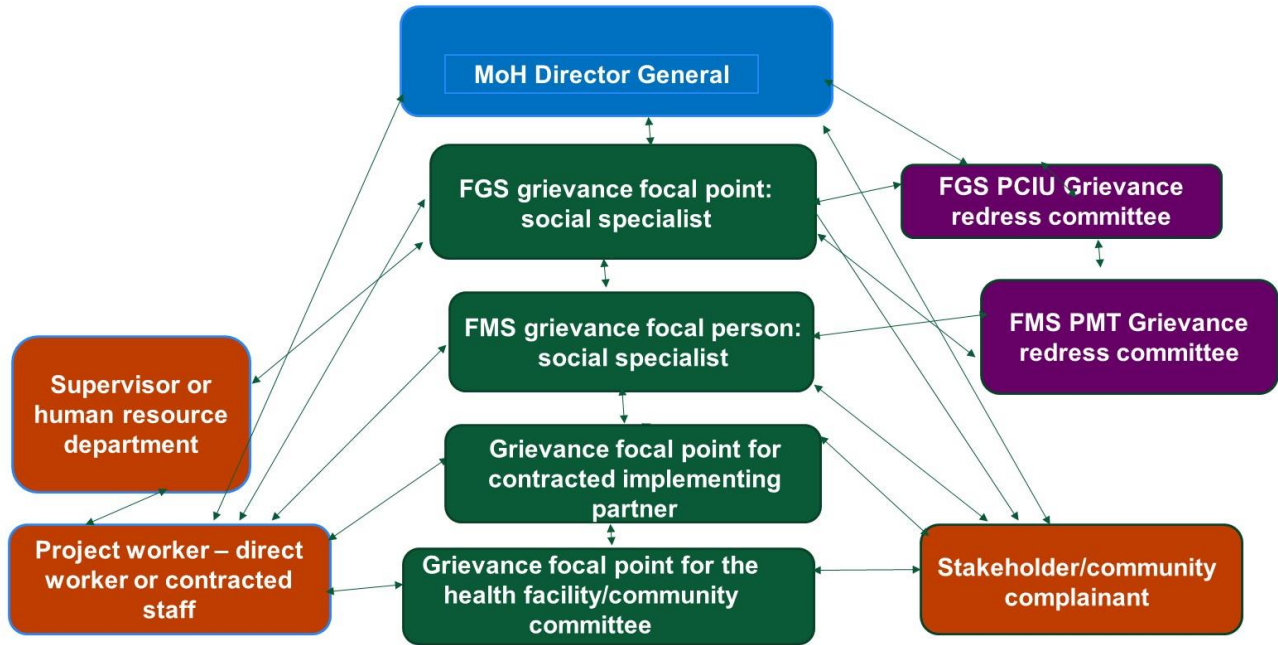 MoH Director General
FGS grievance focal point:
social specialist
FGS PCIU Grievance
redress committee
FMS grievance focal person:
social specialist
FMS PMT Grievance
redress committee
Supervisor or
human resource
department
Grievance focal point for
contracted implementing
partner
Project worker – direct
worker or contracted
staff
Grievance focal point for the
health facility/community
committee
Stakeholder/community
complainant